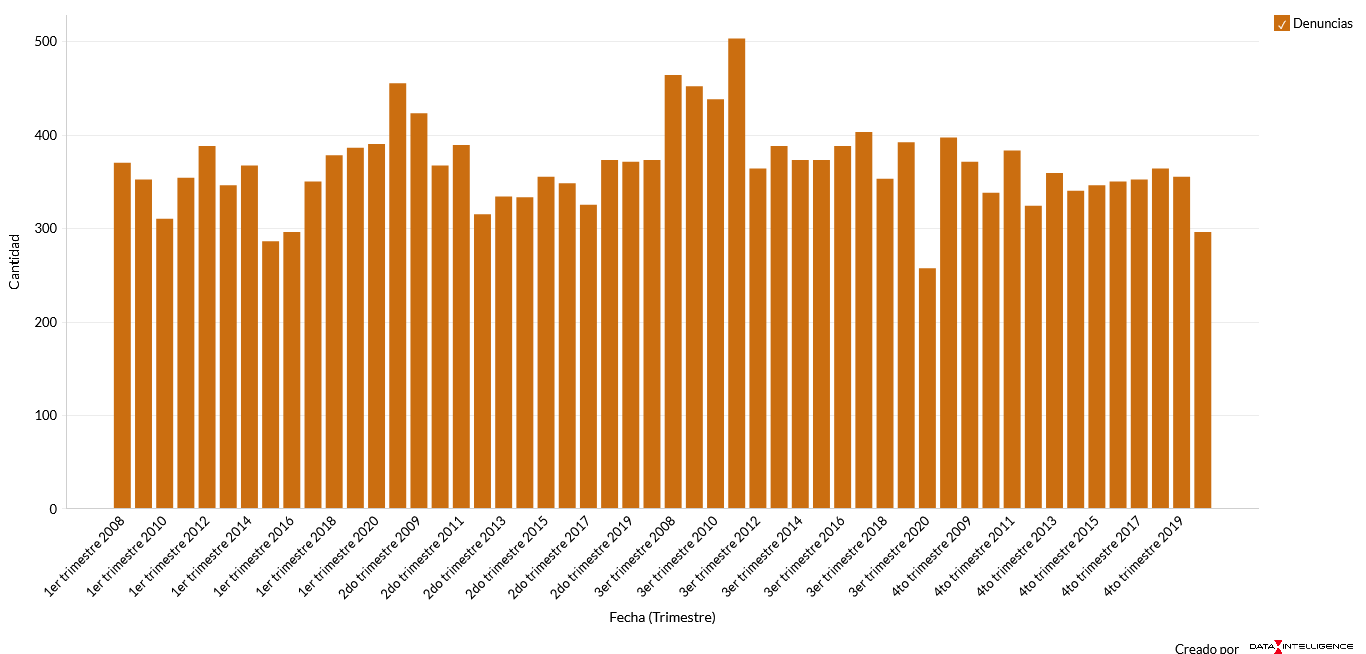 ✓ Denuncias
500
400
300
200
100
0
Cantidad
1er trimestre 2008
1er trimestre 2010
1er trimestre 2012
1er trimestre 2014
1er trimestre 2016
1er trimestre 2018
1er trimestre 2020
2do trimestre 2009
2do trimestre 2011
2do trimestre 2013
2do trimestre 2015
2do trimestre 2017
2do trimestre 2019
3er trimestre 2008
3er trimestre 2010
3er trimestre 2012
3er trimestre 2014
3er trimestre 2016
3er trimestre 2018
3er trimestre 2020
4to trimestre 2009
4to trimestre 2011
4to trimestre 2013
4to trimestre 2015
4to trimestre 2017
4to trimestre 2019
Fecha (Trimestre)
Creado por DATA INTELLIGENCE